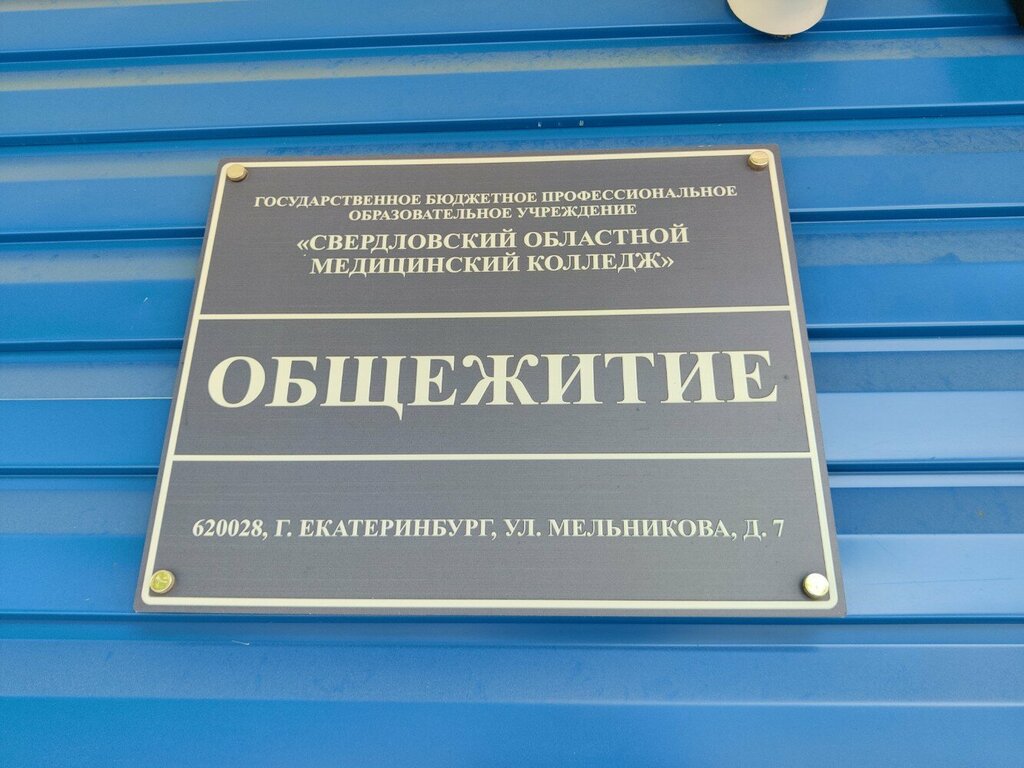 ГОСУДАРСТВЕННОЕ БЮДЖЕТНОЕ ПРОФЕССИОНАЛЬНОЕ
ОБРАЗОВАТЕЛЬНОЕ УЧРЕЖДЕНИЕ
«СВЕРДЛОВСКИЙ ОБЛАСТНОЙ
МЕДИЦИНСКИЙ КОЛЛЕДЖ»
ОБЩЕЖИТИЕ
620028, Г. ЕКАТЕРИНБУРГ, УЛ. МЕЛЬНИКОВА, Д. 7